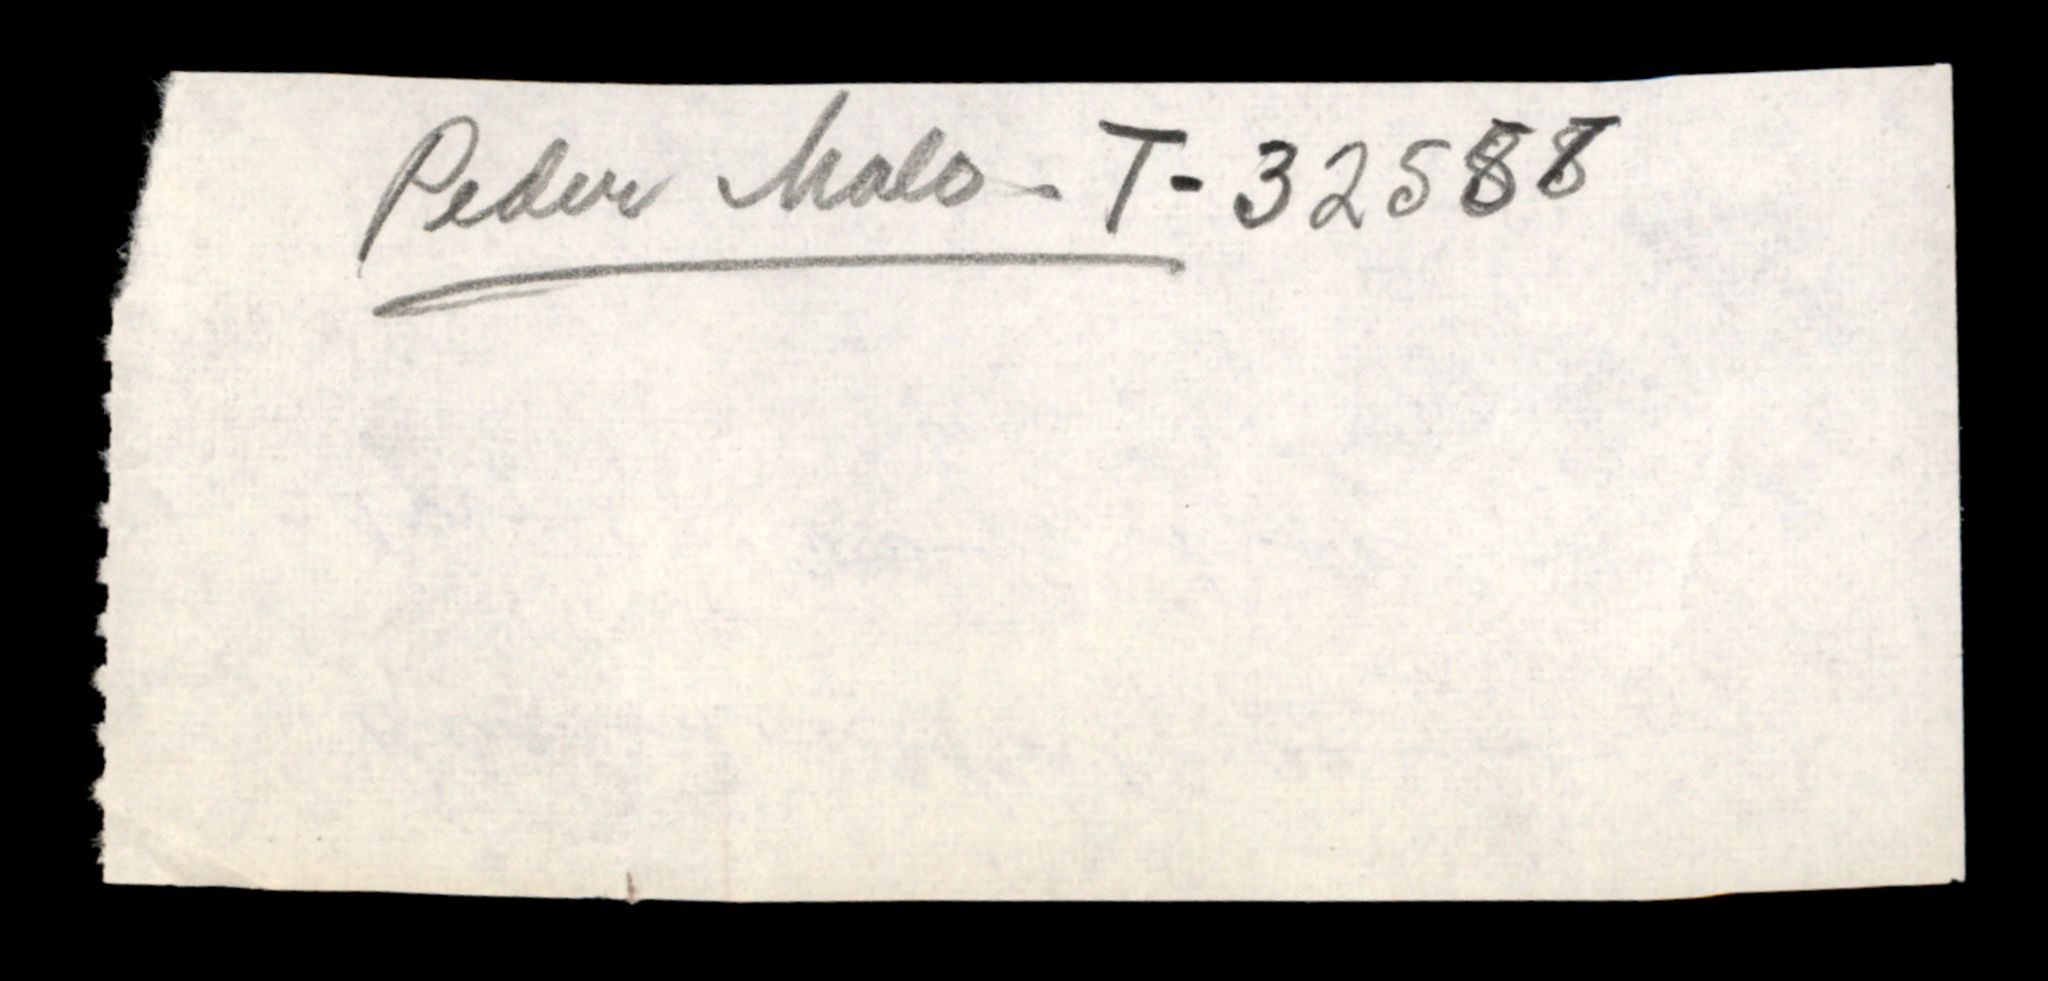 Peder Malo - T- 32588